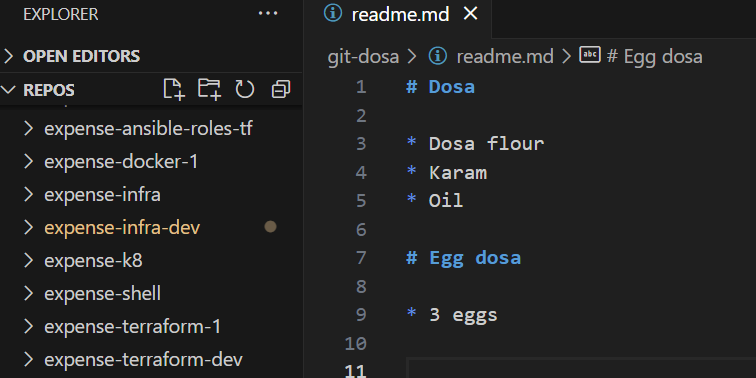 EXPLORER
OPEN EDITORS
REPOS
expense-ansible-roles-tf
expense-docker-1
expense-infra
expense-infra-dev
expense-k8
expense-shell
expense-terraform-1
expense-terraform-dev
readme.md
git-dosa > readme.md > abc # Egg dosa
1 # Dosa
2
3 * Dosa flour
4 * Karam
5 * Oil
6
7 # Egg dosa
8
9 * 3 eggs
10
11